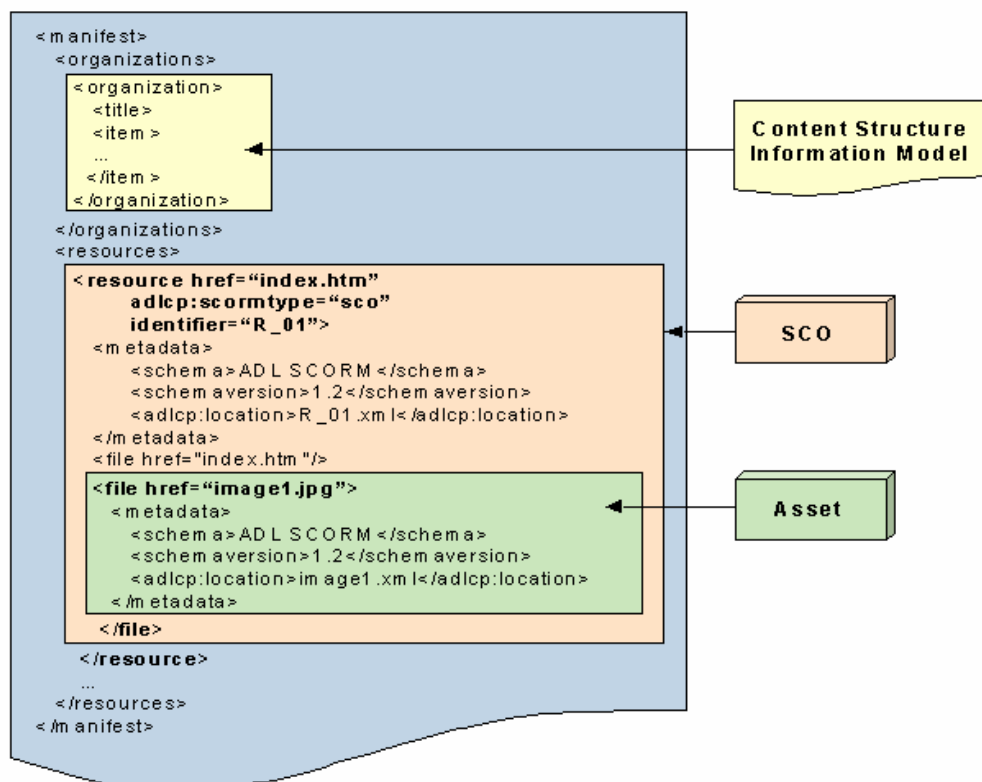 <manifest>
<organizations>
<organization>
<title>
<item>
...
</item>
</organization>
</organizations>
<resources>
<resource href=“index.htm”
adlcp:scormtype=“sco”
identifier=“R_01”>
<metadata>
<schema>ADL SCORM</schema>
<schemaversion>1.2</schemaversion>
<adlcp:location>R_01.xml</adlcp:location>
</metadata>
<file href="index.htm"/>
<file href=“image1.jpg”>
<metadata>
<schema>ADL SCORM</schema>
<schemaversion>1.2</schemaversion>
<adlcp:location>image1.xml</adlcp:location>
</metadata>
</file>
</resource>
...
</resources>
</manifest>
Content Structure
Information Model
SCO
Asset